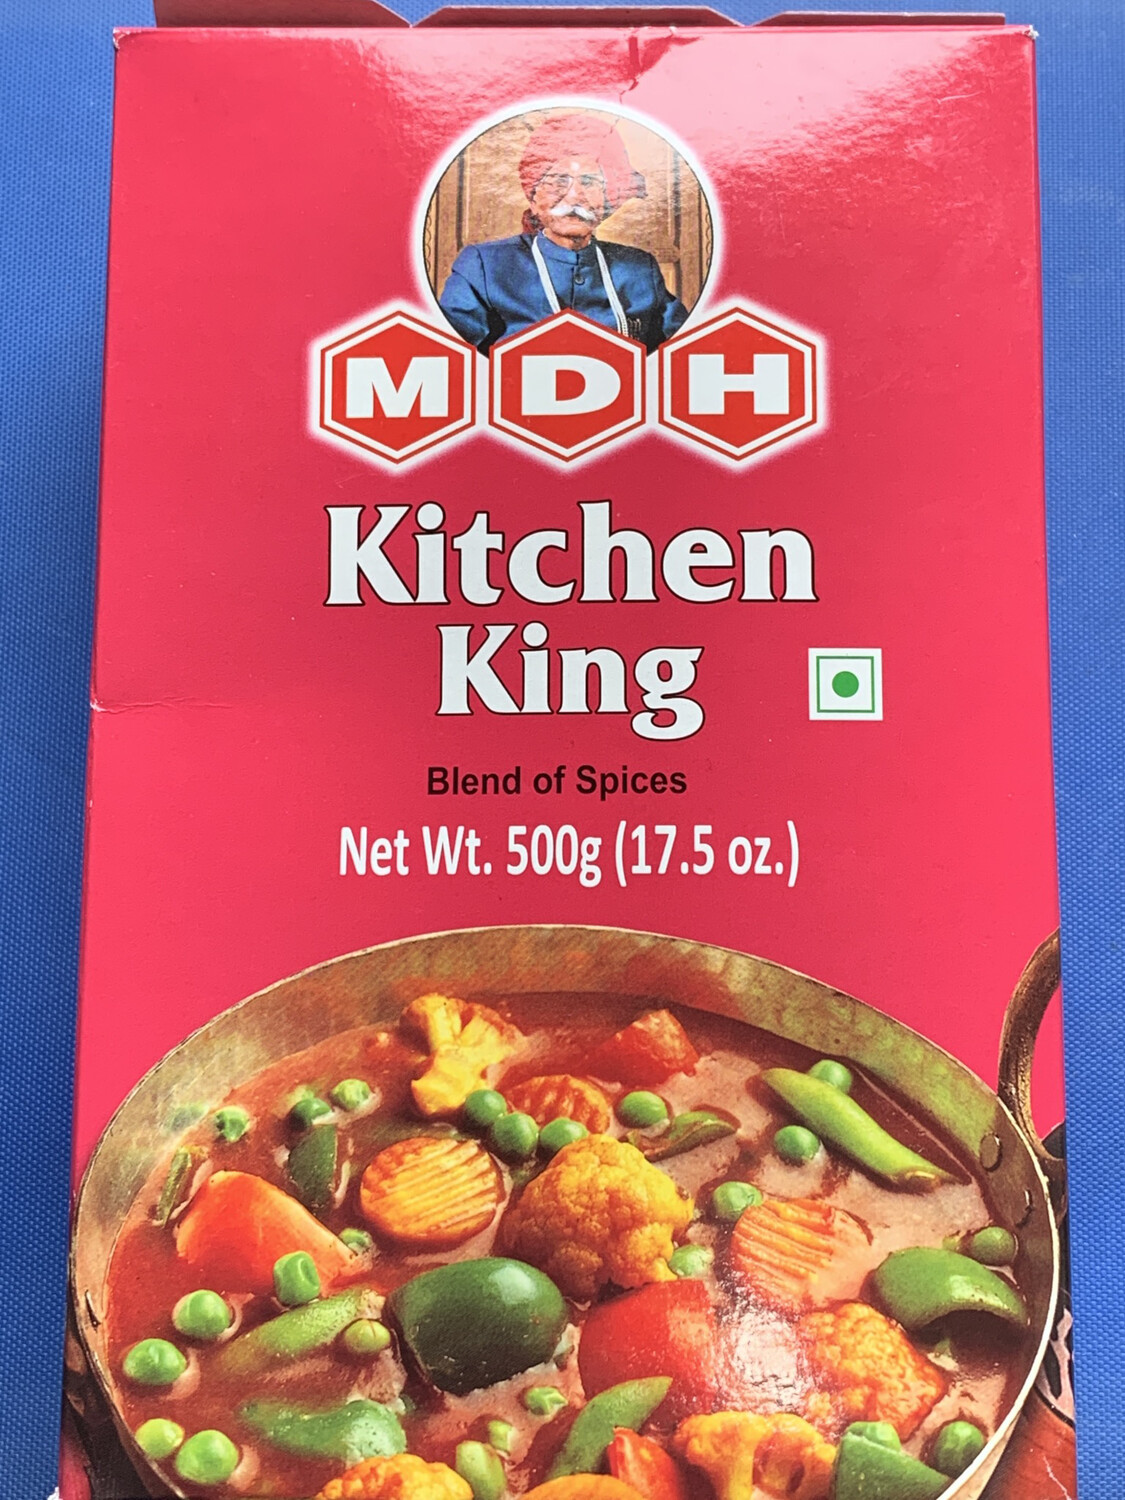 MDH
Kitchen
King
Blend of Spices
Net Wt. 500g (17.5 oz.)